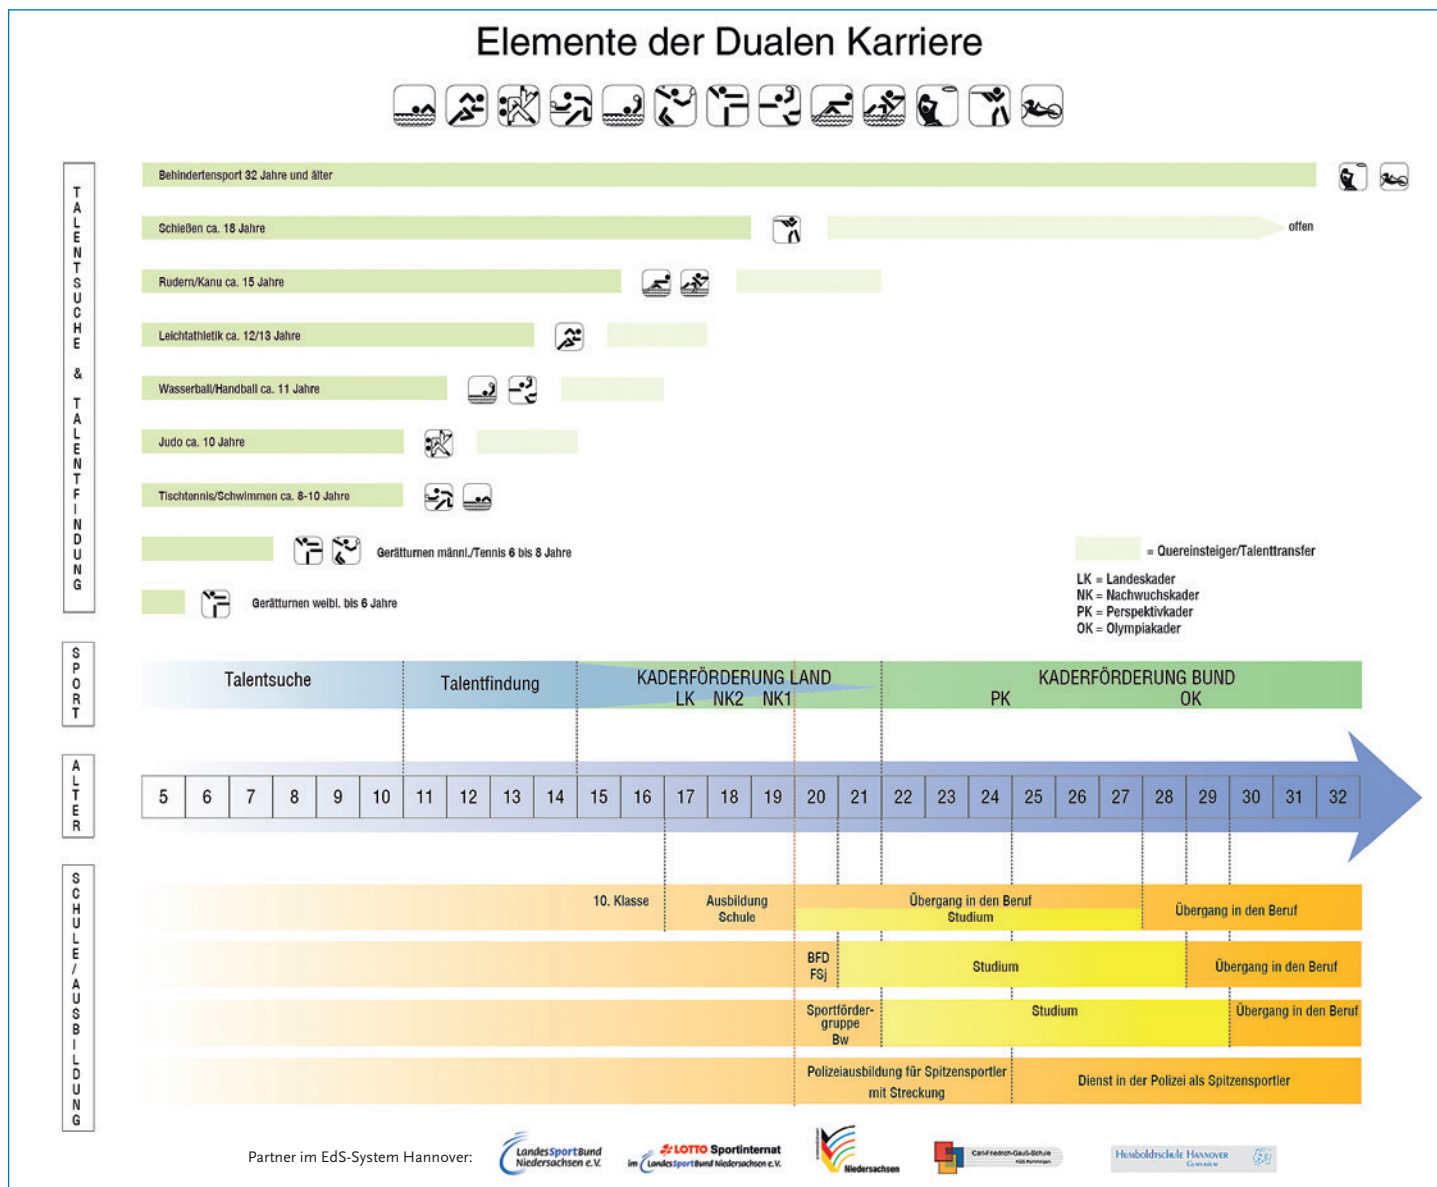 Elemente der Dualen Karriere
TALENTSUCHE & TALENTFINDUNG
Behindertensport 32 Jahre und älter
Schießen ca. 18 Jahre
offen
Rudern/Kanu ca. 15 Jahre
Leichtathletik ca. 12/13 Jahre
Wasserball/Handball ca. 11 Jahre
Judo ca. 10 Jahre
Tischtennis/Schwimmen ca. 8-10 Jahre
Gerätturnen männl./Tennis 6 bis 8 Jahre
Gerätturnen weibl. bis 6 Jahre
= Quereinsteiger/Talenttransfer
LK = Landeskader
NK = Nachwuchskader
PK = Perspektivkader
OK = Olympiakader
SPORT
Talentsuche
Talentfindung
KADERFÖRDERUNG LAND
LK NK2 NK1
KADERFÖRDERUNG BUND
PK OK
ALTER
5 6 7 8 9 10 11 12 13 14 15 16 17 18 19 20 21 22 23 24 25 26 27 28 29 30 31 32
SCHULE/AUSBILDUNG
10. Klasse
Ausbildung
Schule
Übergang in den Beruf
Studium
Übergang in den Beruf
BFD
FSj
Studium
Übergang in den Beruf
Sportförder-
gruppe
Bw
Studium
Übergang in den Beruf
Polizeiausbildung für Spitzensportler
mit Streckung
Dienst in der Polizei als Spitzensportler
Partner im EdS-System Hannover:
LandesSportBund
Niedersachsen e.V.
LOTTO Sportinternat
im LandesSportBund Niedersachsen e.V.
Niedersachsen
Carl-Friedrich-Gauß-Schule
HUMBOLDTSCHULE HANNOVER
GYMNASIUM